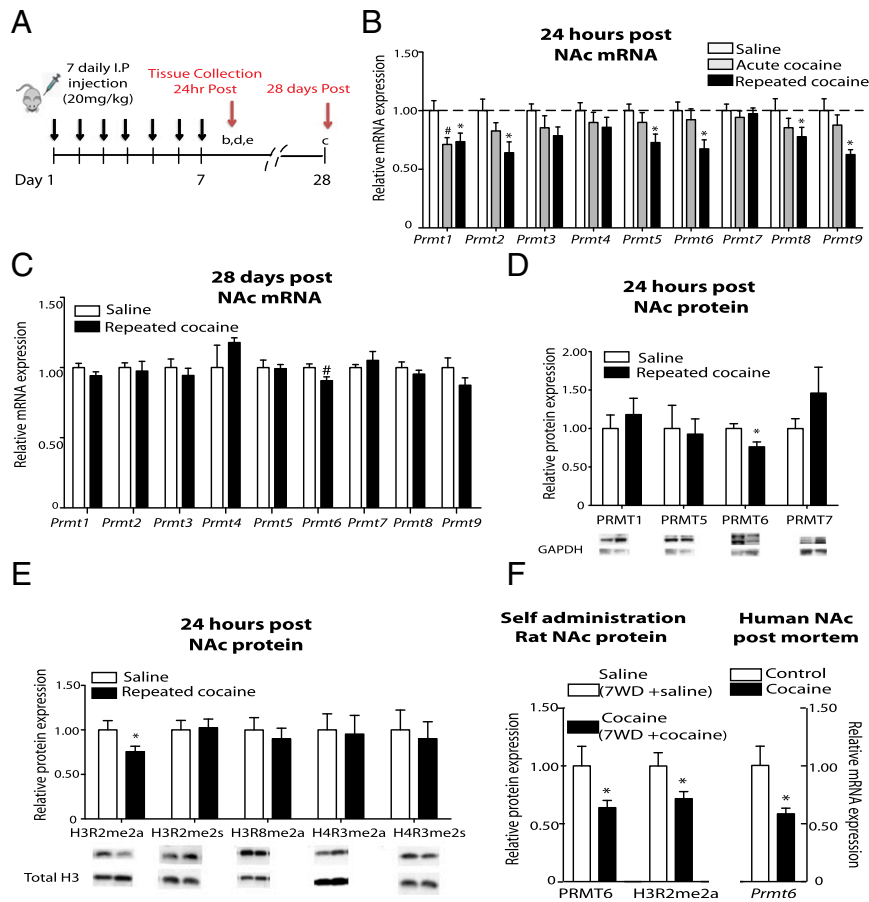 A
7 daily I.P
injection
(20mg/kg)
Tissue Collection
24hr Post
28 days Post
b,d,e
c
Day 1
7
28
B
24 hours post
NAc mRNA
Saline
Acute cocaine
Repeated cocaine
Relative mRNA expression
1.50
1.00
0.50
0
# * * * * * *
Prmt1 Prmt2 Prmt3 Prmt4 Prmt5 Prmt6 Prmt7 Prmt8 Prmt9
C
28 days post
NAc mRNA
Saline
Repeated cocaine
Relative mRNA expression
1.50
1.00
0.50
0
#
Prmt1 Prmt2 Prmt3 Prmt4 Prmt5 Prmt6 Prmt7 Prmt8 Prmt9
D
24 hours post
NAc protein
Saline
Repeated cocaine
Relative protein expression
2.00
1.50
1.00
0.50
0
*
PRMT1 PRMT5 PRMT6 PRMT7
GAPDH
E
24 hours post
NAc protein
Saline
Repeated cocaine
Relative protein expression
1.50
1.00
0.50
0
*
H3R2me2a H3R2me2s H3R8me2a H4R3me2a H4R3me2s
Total H3
F
Self administration
Rat NAc protein
Saline
(7WD +saline)
Cocaine
(7WD +cocaine)
Relative protein expression
1.50
1.00
0.50
0
* *
PRMT6 H3R2me2a
Human NAc
post mortem
Control
Cocaine
1.50
1.00
0.50
0
Relative mRNA expression
*
Prmt6